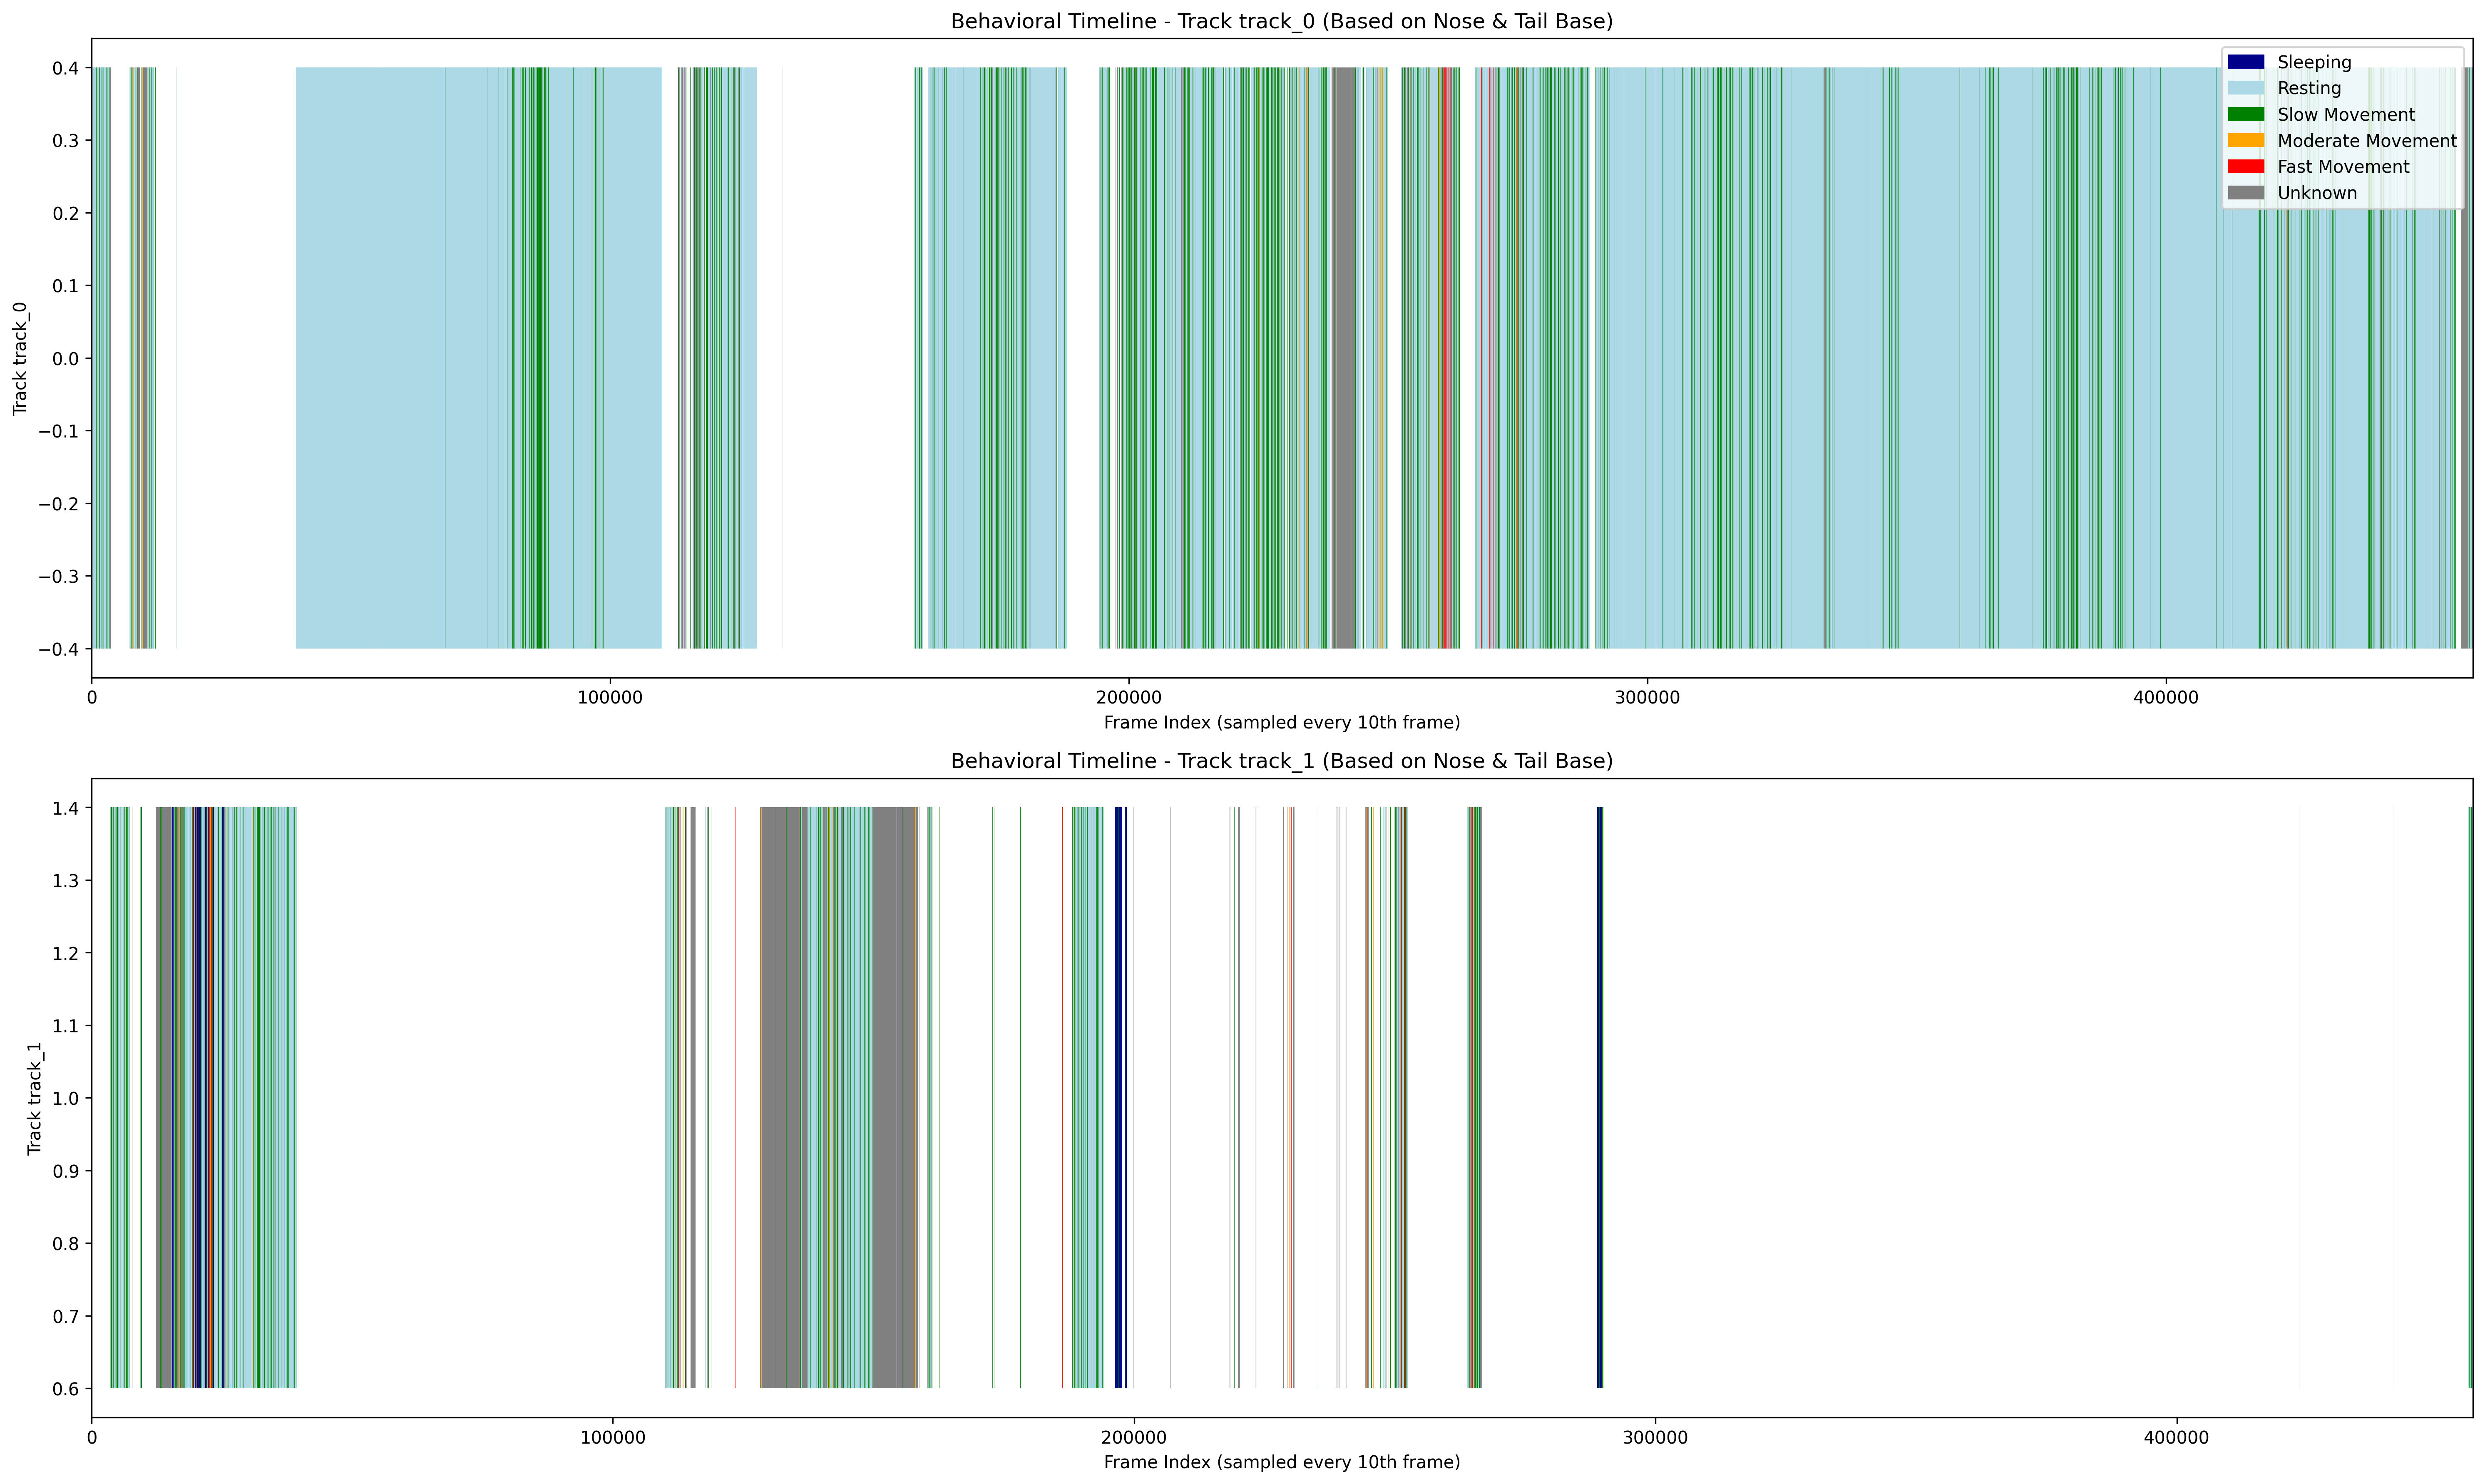 Behavioral Timeline - Track track_0 (Based on Nose & Tail Base)
Sleeping
Resting
Slow Movement
Moderate Movement
Fast Movement
Unknown
0.4
0.3
0.2
0.1
0.0
−0.1
−0.2
−0.3
−0.4
Track track_0
0 100000 200000 300000 400000
Frame Index (sampled every 10th frame)
Behavioral Timeline - Track track_1 (Based on Nose & Tail Base)
1.4
1.3
1.2
1.1
1.0
0.9
0.8
0.7
0.6
Track track_1
0 100000 200000 300000 400000
Frame Index (sampled every 10th frame)